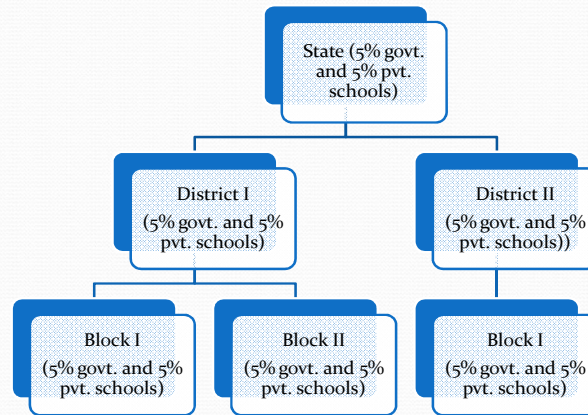 State (5% govt.
and 5% pvt.
schools)
District I
(5% govt. and 5%
pvt. schools)
District II
(5% govt. and 5%
pvt. schools))
Block I
(5% govt. and 5%
pvt. schools)
Block II
(5% govt. and 5%
pvt. schools)
Block I
(5% govt. and 5%
pvt. schools)